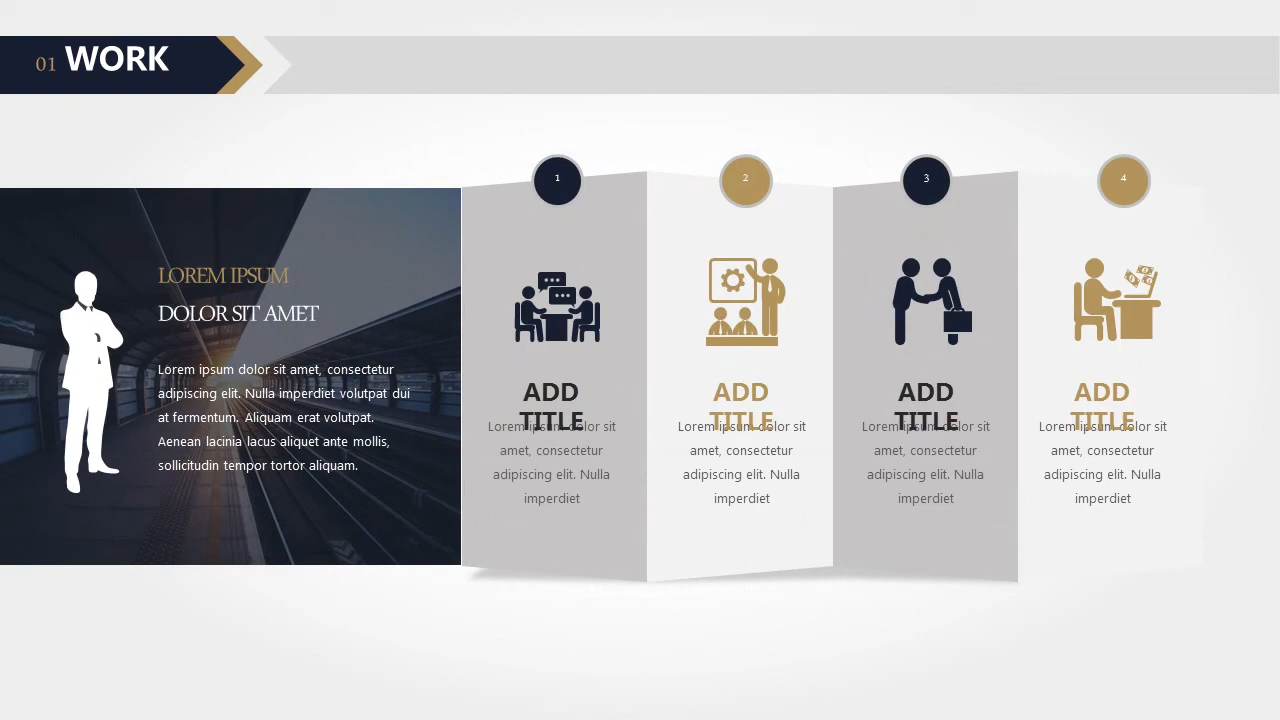 01 WORK
LOREM IPSUM
DOLOR SIT AMET
Lorem ipsum dolor sit amet, consectetur
adipiscing elit. Nulla imperdiet volutpat dui
at fermentum. Aliquam erat volutpat.
Aenean lacinia lacus aliquet ante mollis,
sollicitudin tempor tortor aliquam.
1
ADD
TITLE
Lorem ipsum dolor sit
amet, consectetur
adipiscing elit. Nulla
imperdiet
2
ADD
TITLE
Lorem ipsum dolor sit
amet, consectetur
adipiscing elit. Nulla
imperdiet
3
ADD
TITLE
Lorem ipsum dolor sit
amet, consectetur
adipiscing elit. Nulla
imperdiet
4
ADD
TITLE
Lorem ipsum dolor sit
amet, consectetur
adipiscing elit. Nulla
imperdiet